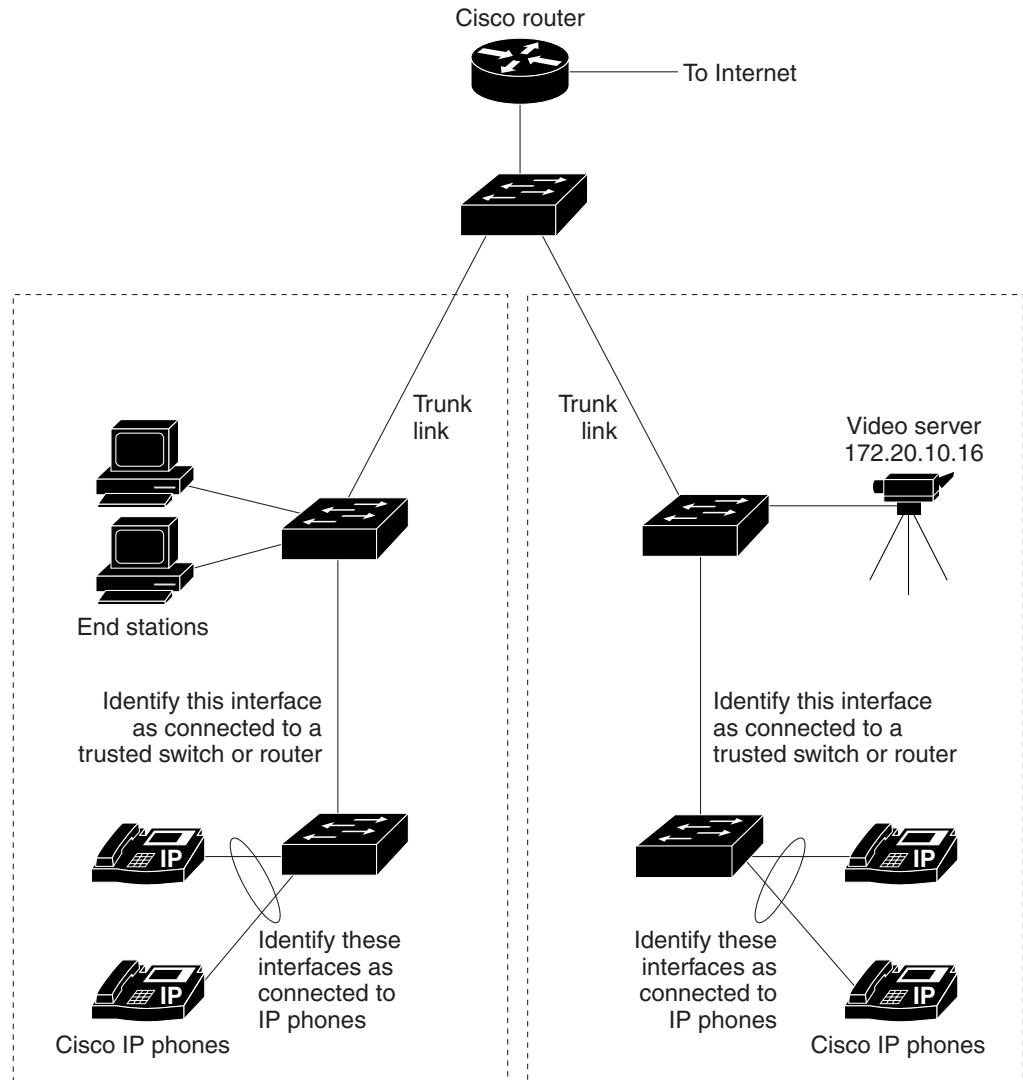 Cisco router
To Internet
Trunk
link
Trunk
link
Video server
172.20.10.16
End stations
Identify this interface
as connected to a
trusted switch or router
Identify this interface
as connected to a
trusted switch or router
IP
IP
IP
IP
Identify these
interfaces as
connected to
IP phones
Identify these
interfaces as
connected to
IP phones
Cisco IP phones
Cisco IP phones